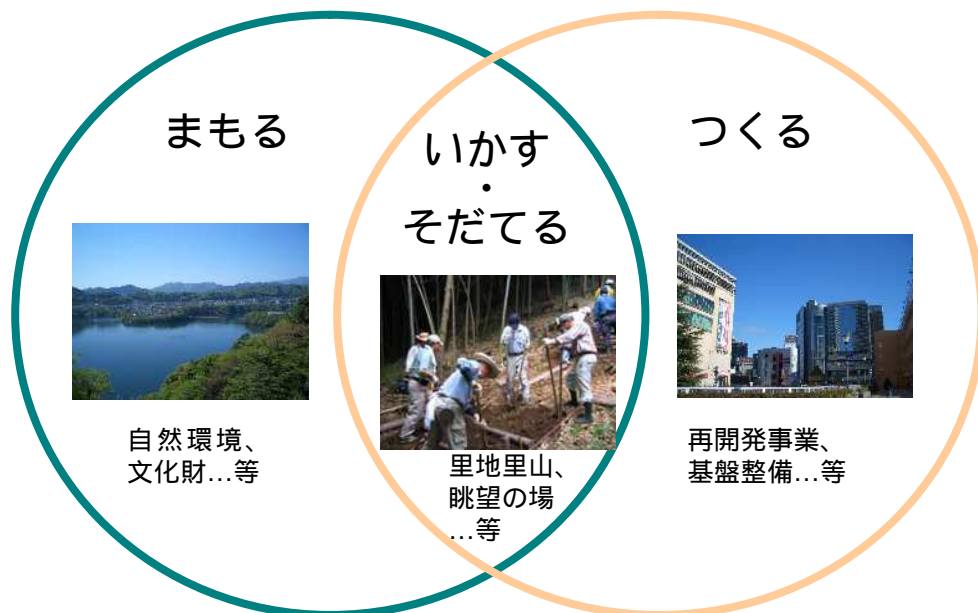 まもる
いかす
・
そだてる
つくる
自然環境、
文化財…等
里地里山、
眺望の場
…等
再開発事業、
基盤整備…等